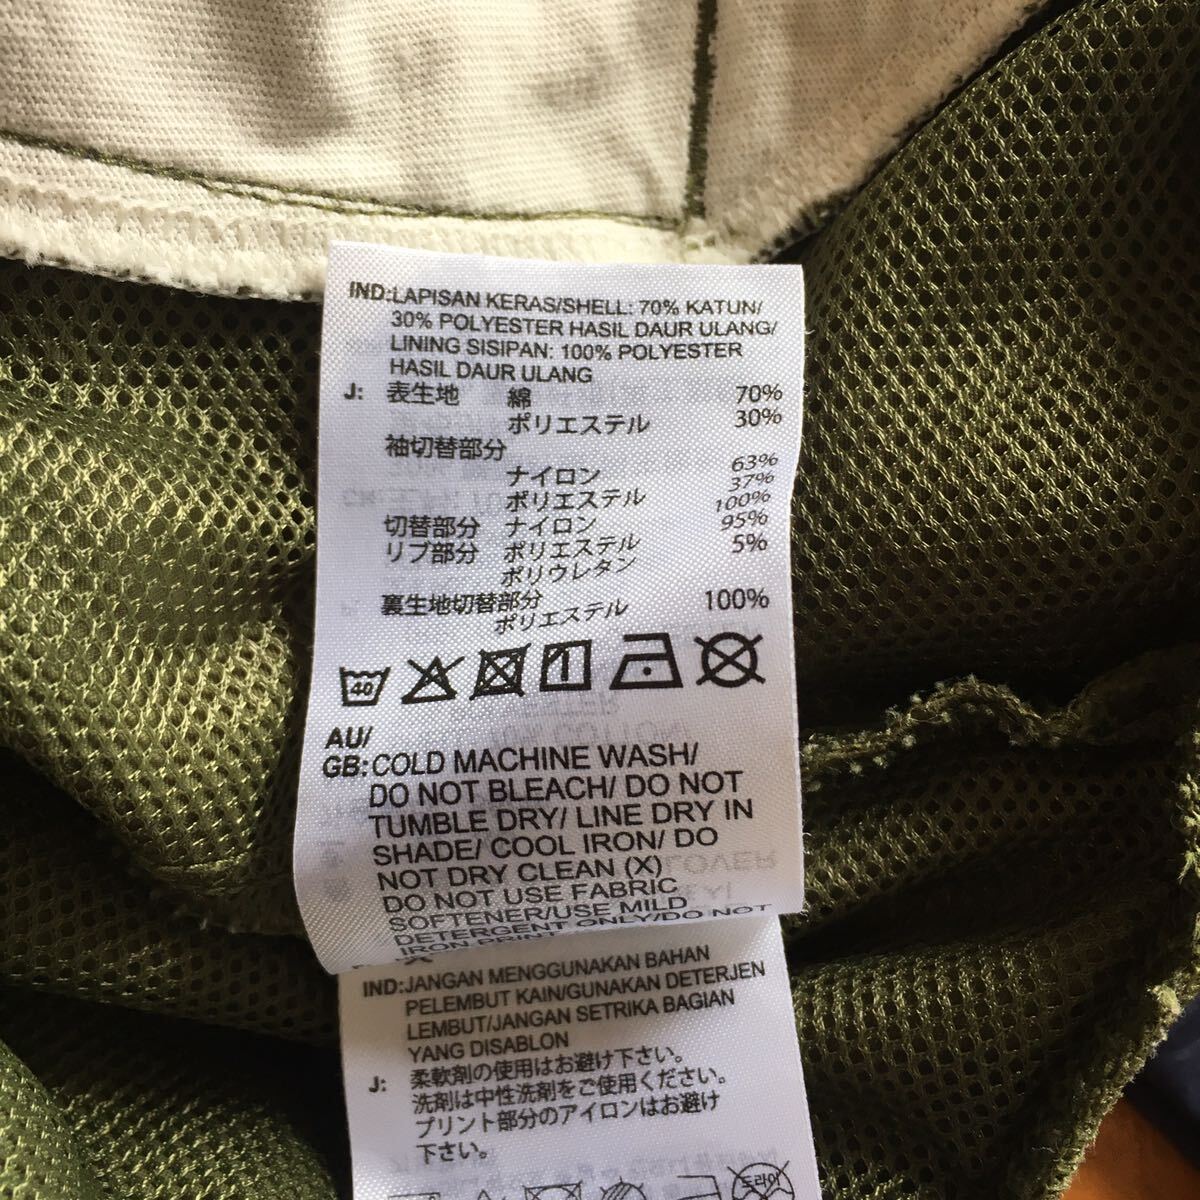 IND:LAPISAN KERAS/SHELL: 70% KATUN/
30% POLYESTER HASIL DAUR ULANG/
LINING SISIPAN: 100% POLYESTER
HASIL DAUR ULANG
J: 表生地 綿 70%
ポリエステル 30%
袖切替部分
ナイロン 63%
ポリエステル 37%
切替部分 ナイロン 100%
リブ部分 ポリエステル 95%
ポリウレタン 5%
裏生地切替部分
ポリエステル 100%
40
1
AU/
GB:COLD MACHINE WASH/
DO NOT BLEACH/ DO NOT
TUMBLE DRY/ LINE DRY IN
SHADE/ COOL IRON/ DO
NOT DRY CLEAN (X)
DO NOT USE FABRIC
SOFTENER/USE MILD
DETERGENT ONLY/DO NOT
IRON PRINT
IND:JANGAN MENGGUNAKAN BAHAN
PELEMBUT KAIN/GUNAKAN DETERJEN
LEMBUT/JANGAN SETRIKA BAGIAN
YANG DISABLON
J: 柔軟剤の使用はお避け下さい。
洗剤は中性洗剤をご使用ください。
プリント部分のアイロンはお避け
下さい。
드라이